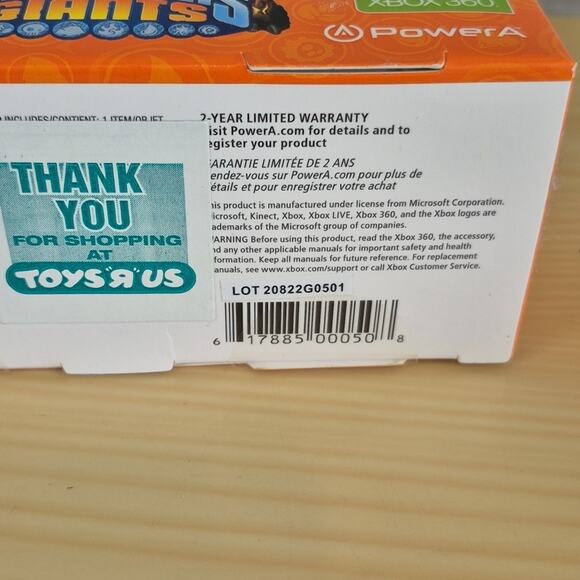 GIANTS
XBOX 360
POWERA
INCLUDES/CONTENT: 1 ITEM/OBJET
THANK
YOU
FOR SHOPPING
AT
TOYS "R" US
2-YEAR LIMITED WARRANTY
isit PowerA.com for details and to
egister your product
ARANTIE LIMITÉE DE 2 ANS
endez-vous sur PowerA.com pour plus de
étails et pour enregistrer votre achat
his product is manufactured under license from Microsoft Corporation.
icrosoft, Kinect, Xbox, Xbox LIVE, Xbox 360, and the Xbox logos are
ademarks of the Microsoft group of companies.
ARNING Before using this product, read the Xbox 360, the accessory,
nd any other applicable manuals for important safety and health
formation. Keep all manuals for future reference. For replacement
anuals, see www.xbox.com/support or call Xbox Customer Service.
LOT 20822G0501
6 17885 00050 8